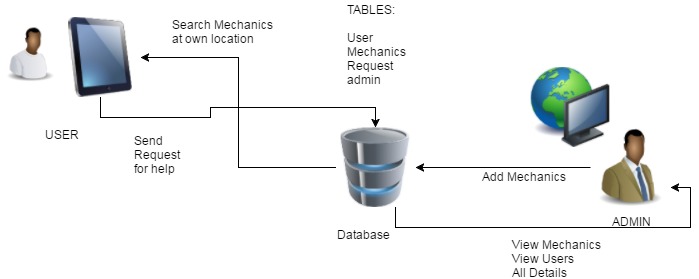 Search Mechanics
at own location
TABLES:
User
Mechanics
Request
admin
USER
Send
Request
for help
Database
Add Mechanics
ADMIN
View Mechanics
View Users
All Details